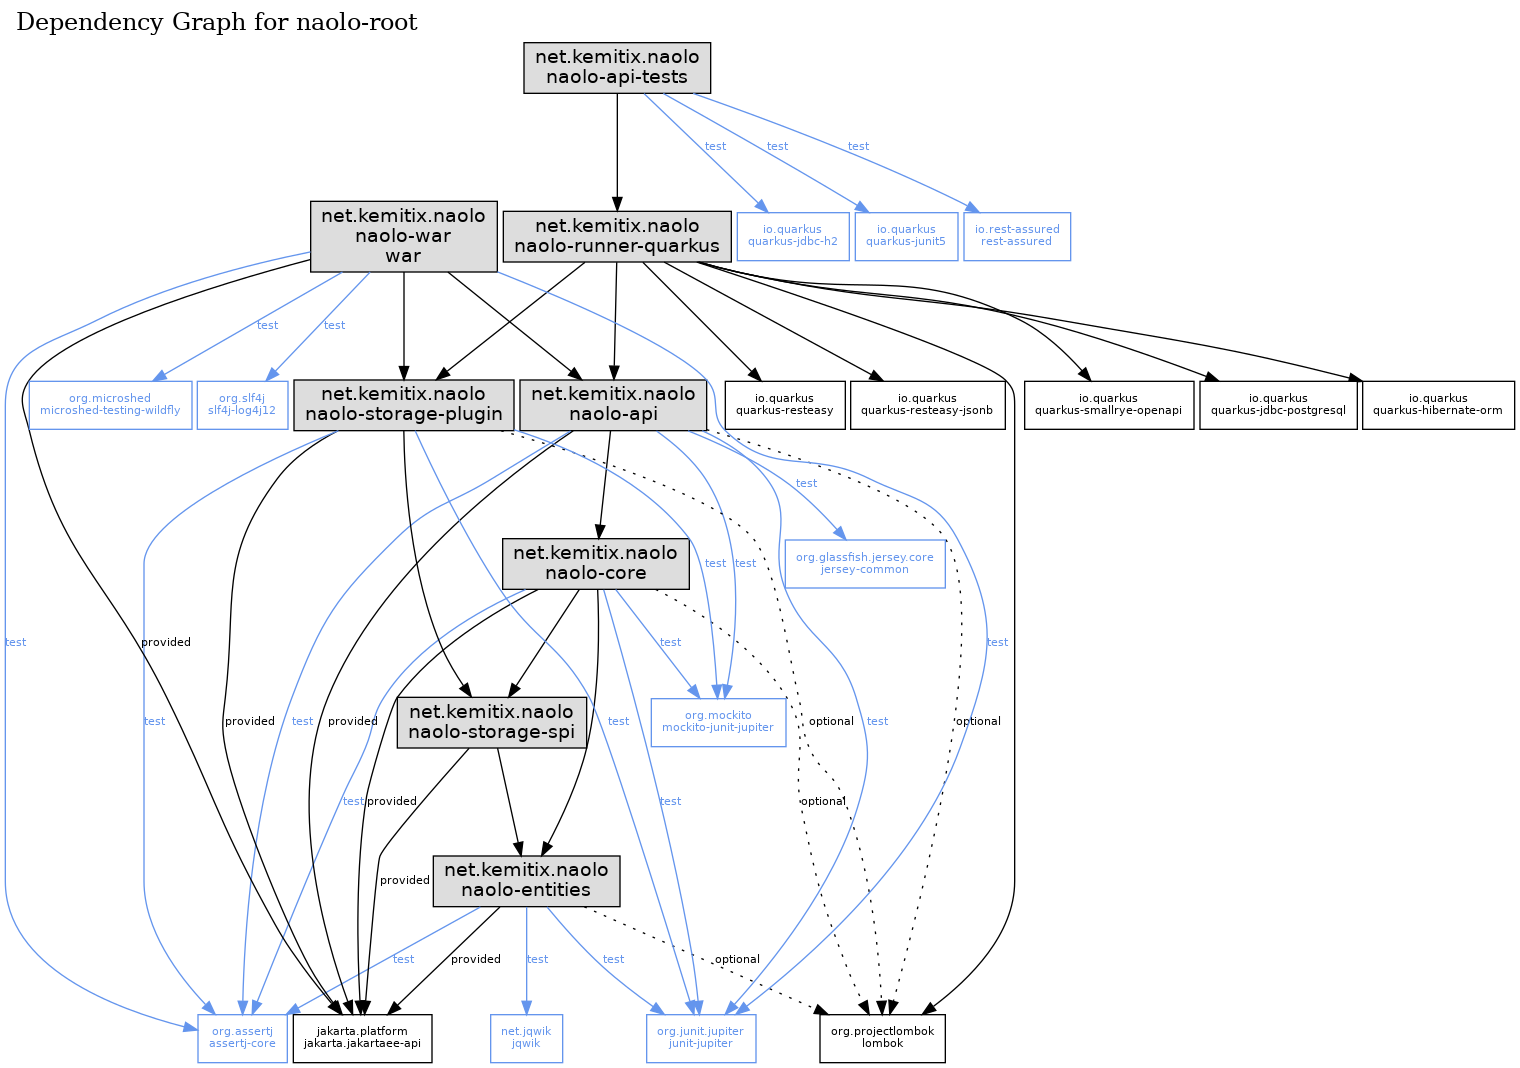 Dependency Graph for naolo-root
net.kemitix.naolo
naolo-api-tests
test
test
test
net.kemitix.naolo
naolo-war
war
net.kemitix.naolo
naolo-runner-quarkus
io.quarkus
quarkus-jdbc-h2
io.quarkus
quarkus-junit5
io.rest-assured
rest-assured
test
test
org.microshed
microshed-testing-wildfly
org.slf4j
slf4j-log4j12
net.kemitix.naolo
naolo-storage-plugin
net.kemitix.naolo
naolo-api
io.quarkus
quarkus-resteasy
io.quarkus
quarkus-resteasy-jsonb
io.quarkus
quarkus-smallrye-openapi
io.quarkus
quarkus-jdbc-postgresql
io.quarkus
quarkus-hibernate-orm
test
net.kemitix.naolo
naolo-core
test
test
org.glassfish.jersey.core
jersey-common
test
provided
test
test
net.kemitix.naolo
naolo-storage-spi
test
provided
test
provided
test
org.mockito
mockito-junit-jupiter
optional
test
optional
test
provided
test
optional
net.kemitix.naolo
naolo-entities
provided
test
provided
test
test
optional
org.assertj
assertj-core
jakarta.platform
jakarta.jakartaee-api
net.jqwik
jqwik
org.junit.jupiter
junit-jupiter
org.projectlombok
lombok